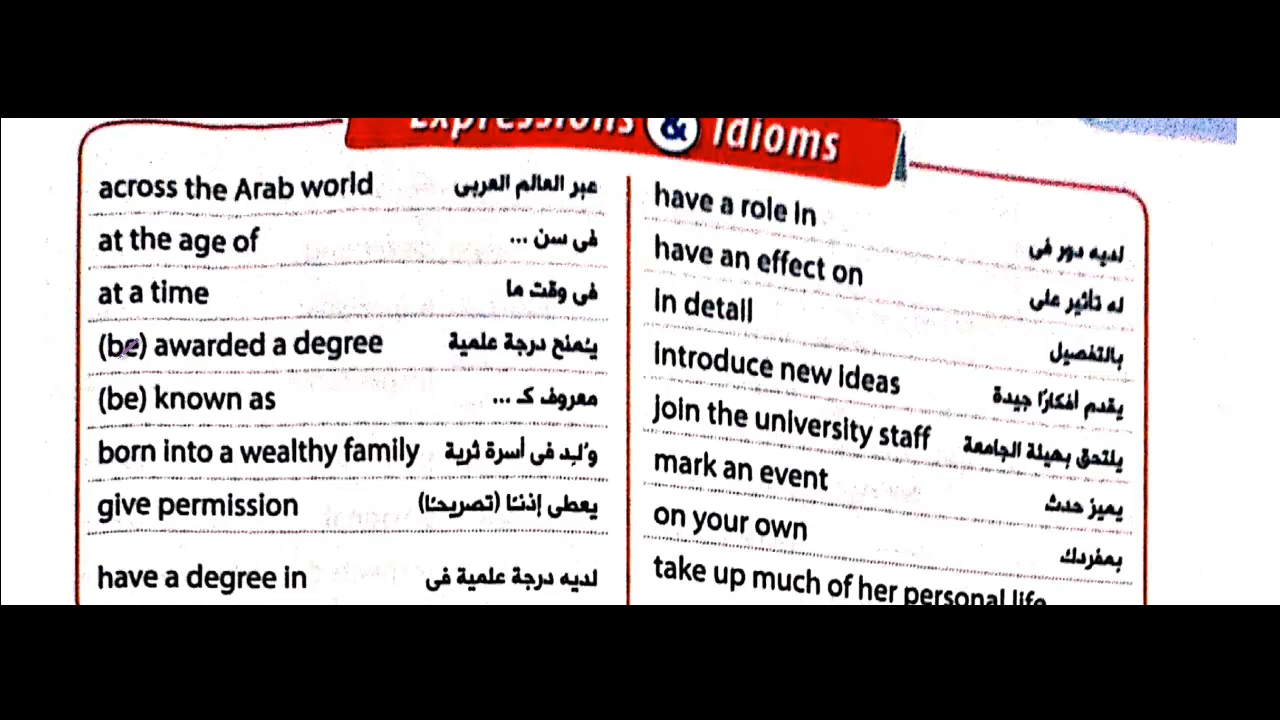 Expressions & Idioms
across the Arab world عبر العالم العربى
at the age of فى سن ...
at a time فى وقت ما
(be) awarded a degree يُمنح درجة علمية
(be) known as معروف كـ ...
born into a wealthy family وُلِد فى أسرة ثرية
give permission يعطى إذنًا (تصريحًا)
have a degree in لديه درجة علمية فى
have a role in لديه دور فى
have an effect on له تأثير على
in detail بالتفصيل
introduce new ideas يقدم أفكارًا جيدة
join the university staff يلتحق بهيئة الجامعة
mark an event يميز حدث
on your own بمفردك
take up much of her personal life